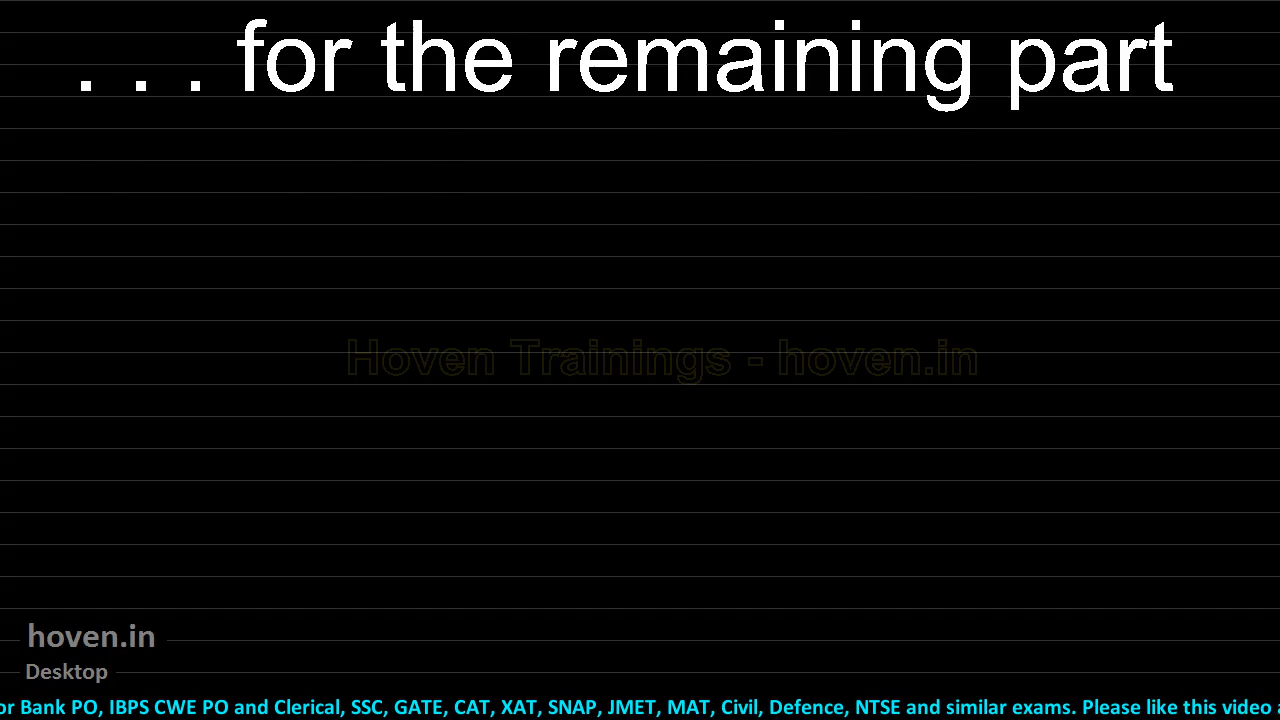 . . . for the remaining part
Hoven Trainings - hoven.in
hoven.in
Desktop
or Bank PO, IBPS CWE PO and Clerical, SSC, GATE, CAT, XAT, SNAP, JMET, MAT, Civil, Defence, NTSE and similar exams. Please like this video a